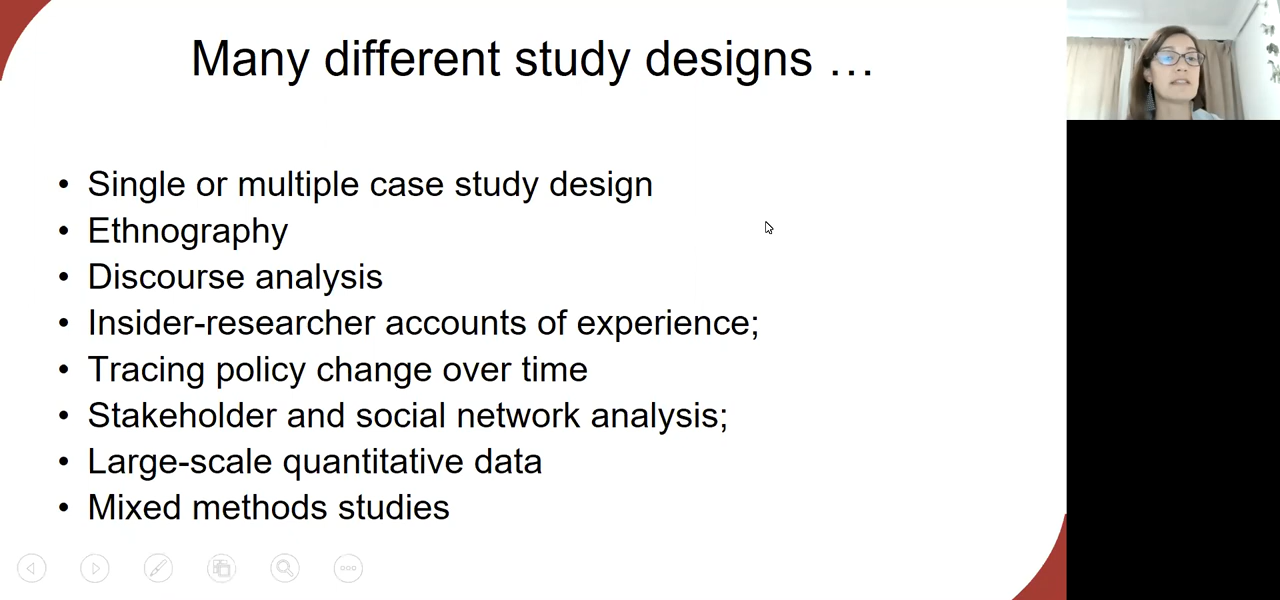 Many different study designs …
• Single or multiple case study design
• Ethnography
• Discourse analysis
• Insider-researcher accounts of experience;
• Tracing policy change over time
• Stakeholder and social network analysis;
• Large-scale quantitative data
• Mixed methods studies